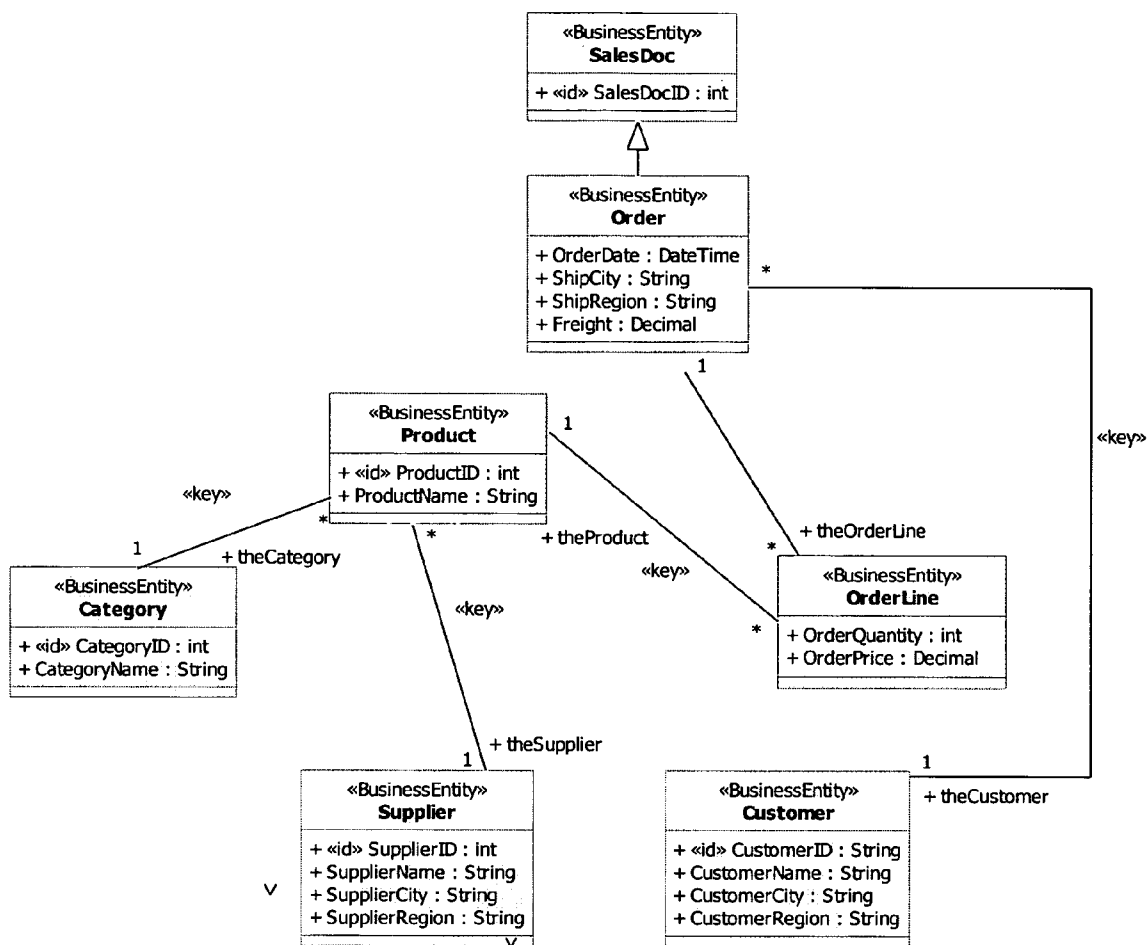 «BusinessEntity»
SalesDoc
+ «id» SalesDocID : int
«BusinessEntity»
Order
+ OrderDate : DateTime
+ ShipCity : String
+ ShipRegion : String
+ Freight : Decimal
*
1
«key»
«BusinessEntity»
Product
+ «id» ProductID : int
+ ProductName : String
1
«key»
*
*
1
+ theCategory
+ theProduct
+ theOrderLine
*
«key»
«BusinessEntity»
Category
+ «id» CategoryID : int
+ CategoryName : String
«key»
*
«BusinessEntity»
OrderLine
+ OrderQuantity : int
+ OrderPrice : Decimal
+ theSupplier
1
1
+ theCustomer
«BusinessEntity»
Supplier
+ «id» SupplierID : int
+ SupplierName : String
+ SupplierCity : String
+ SupplierRegion : String
«BusinessEntity»
Customer
+ «id» CustomerID : String
+ CustomerName : String
+ CustomerCity : String
+ CustomerRegion : String